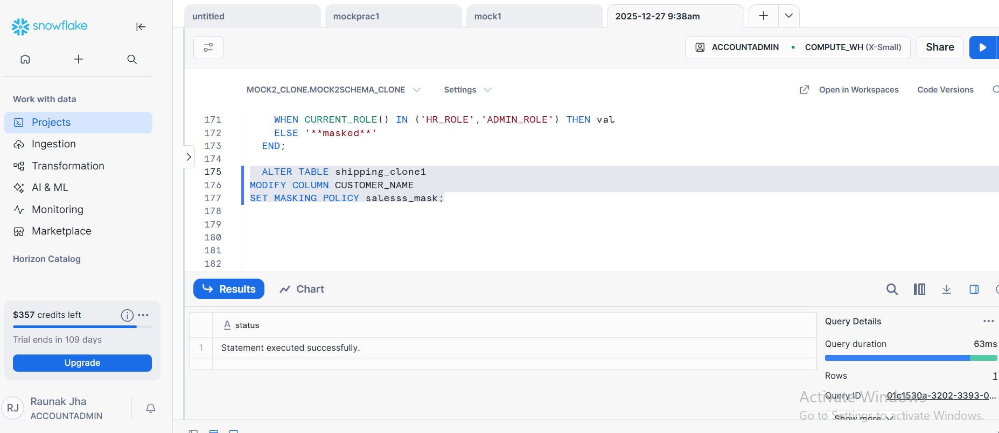 snowflake
Work with data
Projects
Ingestion
Transformation
AI & ML
Monitoring
Marketplace
Horizon Catalog
$357 credits left
Trial ends in 109 days
Upgrade
RJ
Raunak Jha
ACCOUNTADMIN
untitled
mockprac1
mock1
2025-12-27 9:38am
ACCOUNTADMIN
COMPUTE_WH (X-Small)
Share
MOCK2_CLONE.MOCK2SCHEMA_CLONE
Settings
Open in Workspaces
Code Versions
171 WHEN CURRENT_ROLE() IN ('HR_ROLE','ADMIN_ROLE') THEN val
172 ELSE '**masked**'
173 END;
174
175 ALTER TABLE shipping_clone1
176 MODIFY COLUMN CUSTOMER_NAME
177 SET MASKING POLICY salesss_mask;
178
179
180
181
182
Results
Chart
A status
1 Statement executed successfully.
Query Details
Query duration 63ms
Rows 1
Query ID 01c1530a-3202-3393-0...
Show more
Activate Windows
Go to Settings to activate Windows.